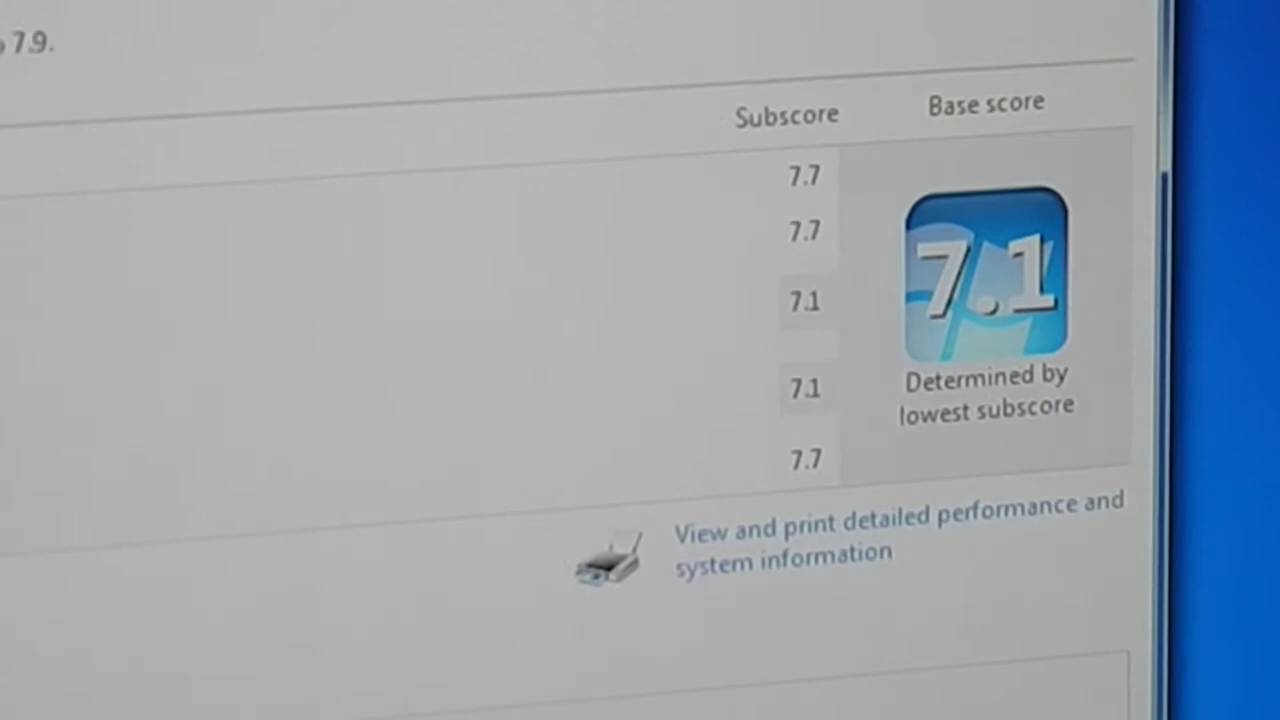 7.9.
Subscore
Base score
7.7
7.7
7.1
7.1
7.7
7.1
Determined by
lowest subscore
View and print detailed performance and
system information